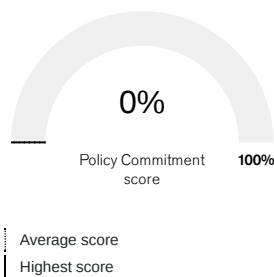 0%
Policy Commitment 100%
score
Average score
Highest score